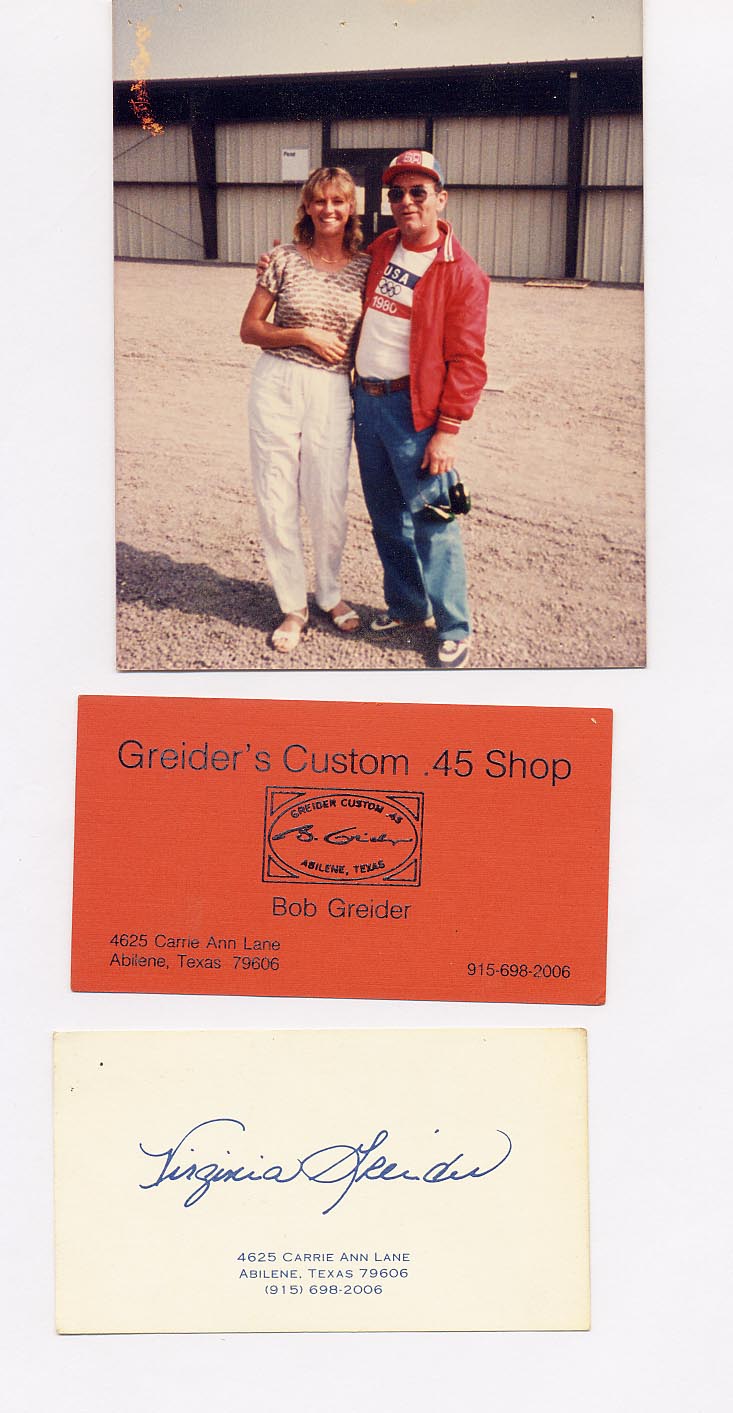 USA
1980
Greider's Custom .45 Shop
GREIDER CUSTOM .45
B. Greider
ABILENE, TEXAS
Bob Greider
4625 Carrie Ann Lane
Abilene, Texas 79606
915-698-2006
Virginia Greider
4625 CARRIE ANN LANE
ABILENE, TEXAS 79606
(915) 698-2006